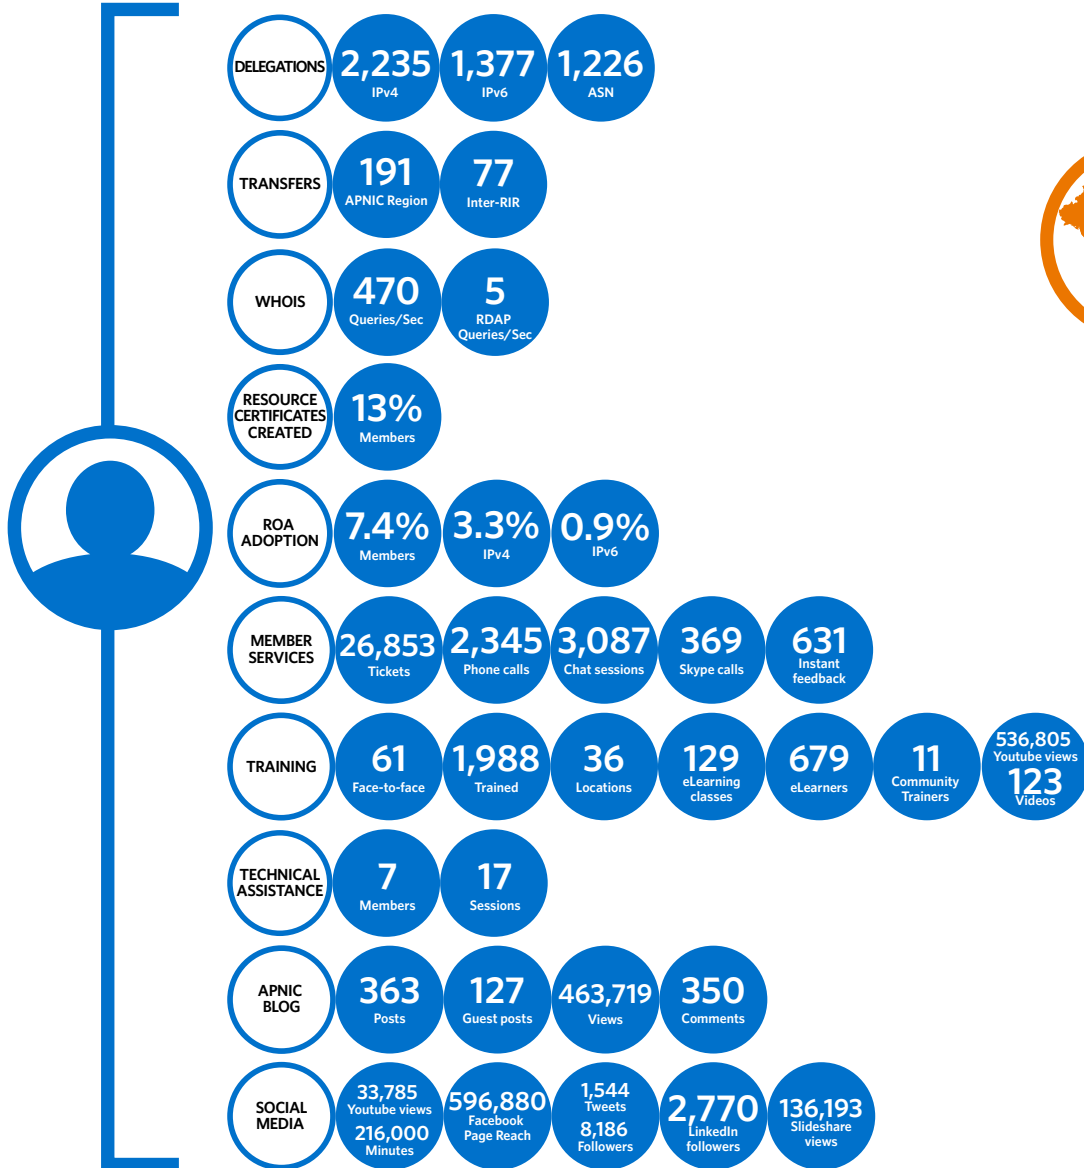 DELEGATIONS
2,235
IPv4
1,377
IPv6
1,226
ASN
TRANSFERS
191
APNIC Region
77
Inter-RIR
WHOIS
470
Queries/Sec
5
RDAP
Queries/Sec
RESOURCE
CERTIFICATES
CREATED
13%
Members
ROA
ADOPTION
7.4%
Members
3.3%
IPv4
0.9%
IPv6
MEMBER
SERVICES
26,853
Tickets
2,345
Phone calls
3,087
Chat sessions
369
Skype calls
631
Instant
feedback
TRAINING
61
Face-to-face
1,988
Trained
36
Locations
129
eLearning
classes
679
eLearners
11
Community
Trainers
536,805
Youtube views
123
Videos
TECHNICAL
ASSISTANCE
7
Members
17
Sessions
APNIC
BLOG
363
Posts
127
Guest posts
463,719
Views
350
Comments
SOCIAL
MEDIA
33,785
Youtube views
216,000
Minutes
596,880
Facebook
Page Reach
1,544
Tweets
8,186
Followers
2,770
LinkedIn
followers
136,193
Slideshare
views